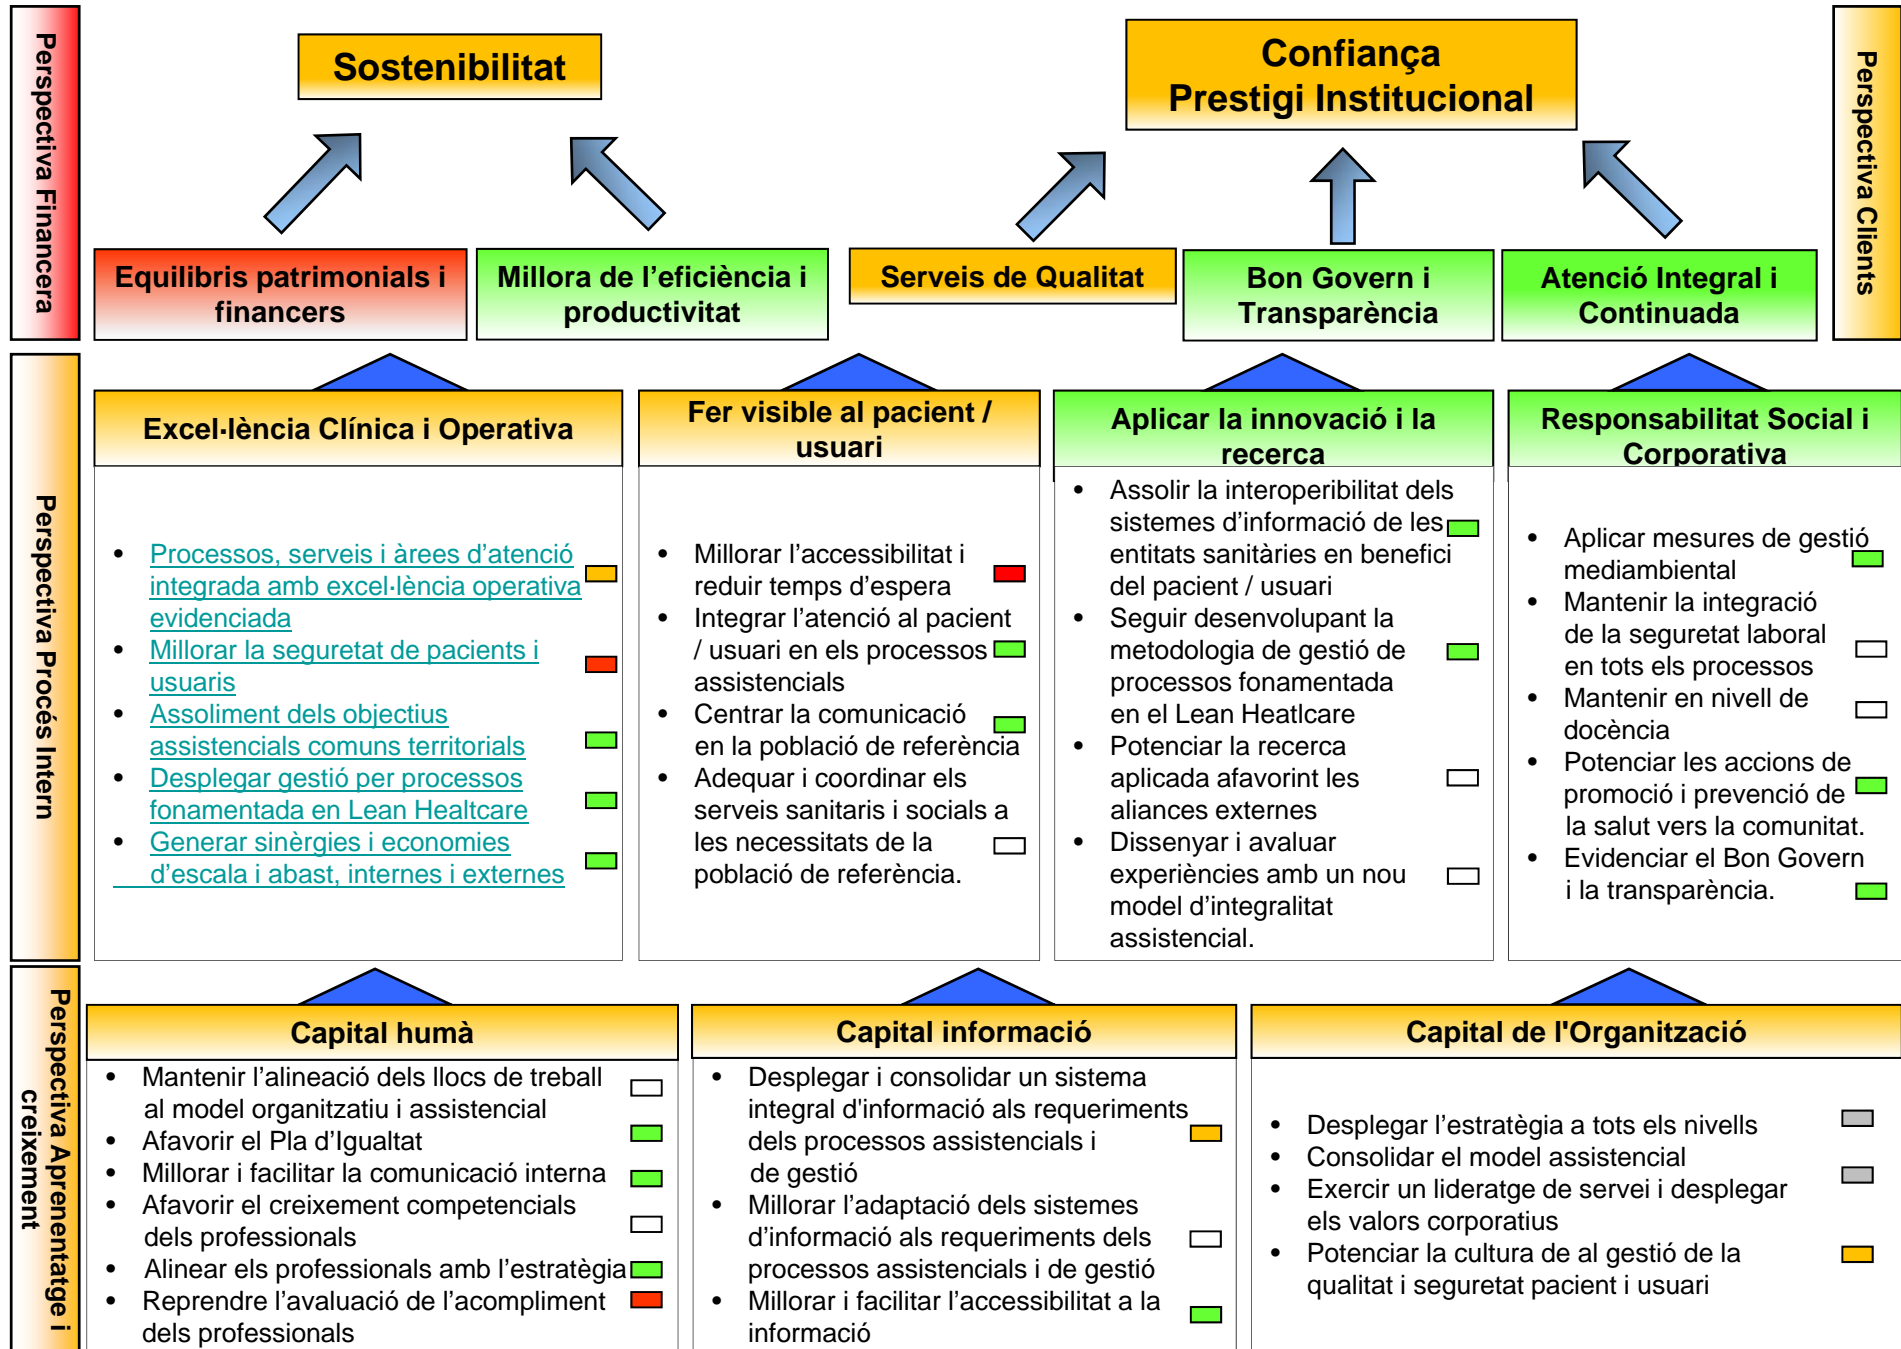 Perspectiva Financera
Sostenibilitat
Confiança
Prestigi Institucional
Perspectiva Clients
Equilibris patrimonials i
financers
Millora de l’eficiència i
productivitat
Serveis de Qualitat
Bon Govern i
Transparència
Atenció Integral i
Continuada
Perspectiva Procés Intern
Excel·lència Clínica i Operativa
• Processos, serveis i àrees d’atenció
integrada amb excel·lència operativa
evidenciada
• Millorar la seguretat de pacients i
usuaris
• Assoliment dels objectius
assistencials comuns territorials
• Desplegar gestió per processos
fonamentada en Lean Healtcare
• Generar sinèrgies i economies
d’escala i abast, internes i externes
Fer visible al pacient /
usuari
• Millorar l’accessibilitat i
reduir temps d’espera
• Integrar l’atenció al pacient
/ usuari en els processos
assistencials
• Centrar la comunicació
en la població de referència
• Adequar i coordinar els
serveis sanitaris i socials a
les necessitats de la
població de referència.
Aplicar la innovació i la
recerca
• Assolir la interoperibilitat dels
sistemes d’informació de les
entitats sanitàries en benefici
del pacient / usuari
• Seguir desenvolupant la
metodologia de gestió de
processos fonamentada
en el Lean Heatlcare
• Potenciar la recerca
aplicada afavorint les
aliances externes
• Dissenyar i avaluar
experiències amb un nou
model d’integralitat
assistencial.
Responsabilitat Social i
Corporativa
• Aplicar mesures de gestió
mediambiental
• Mantenir la integració
de la seguretat laboral
en tots els processos
• Mantenir en nivell de
docència
• Potenciar les accions de
promoció i prevenció de
la salut vers la comunitat.
• Evidenciar el Bon Govern
i la transparència.
Perspectiva Aprenentatge i
creixement
Capital humà
• Mantenir l’alineació dels llocs de treball
al model organitzatiu i assistencial
• Afavorir el Pla d’Igualtat
• Millorar i facilitar la comunicació interna
• Afavorir el creixement competencials
dels professionals
• Alinear els professionals amb l’estratègia
• Reprendre l’avaluació de l’acompliment
dels professionals
Capital informació
• Desplegar i consolidar un sistema
integral d'informació als requeriments
dels processos assistencials i
de gestió
• Millorar l’adaptació dels sistemes
d’informació als requeriments dels
processos assistencials i de gestió
• Millorar i facilitar l’accessibilitat a la
informació
Capital de l'Organització
• Desplegar l’estratègia a tots els nivells
• Consolidar el model assistencial
• Exercir un lideratge de servei i desplegar
els valors corporatius
• Potenciar la cultura de al gestió de la
qualitat i seguretat pacient i usuari